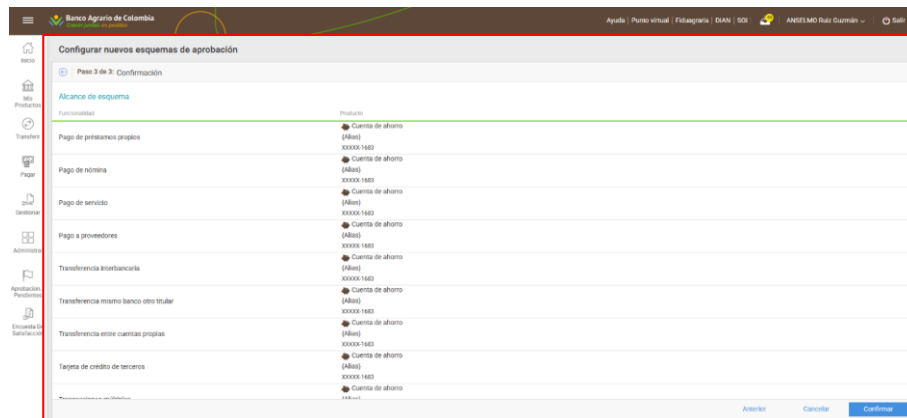 Banco Agrario de Colombia
Ayuda | Punto virtual | Fiduagraria | DIAN | SOI | ANSELMO Ruiz Guzmán | Salir
Inicio
Mis
Productos
Transferir
Pagar
Gestionar
Administrar
Aprobacion.
Pendientes
Encuesta De
Satisfacción
Configurar nuevos esquemas de aprobación
Paso 3 de 3: Confirmación
Alcance de esquema
Funcionalidad Producto
Pago de préstamos propios
Cuenta de ahorro
(Alias)
XXXXX-1683
Pago de nómina
Cuenta de ahorro
(Alias)
XXXXX-1683
Pago de servicio
Cuenta de ahorro
(Alias)
XXXXX-1683
Pago a proveedores
Cuenta de ahorro
(Alias)
XXXXX-1683
Transferencia interbancaria
Cuenta de ahorro
(Alias)
XXXXX-1683
Transferencia mismo banco otro titular
Cuenta de ahorro
(Alias)
XXXXX-1683
Transferencia entre cuentas propias
Cuenta de ahorro
(Alias)
XXXXX-1683
Tarjeta de crédito de terceros
Cuenta de ahorro
(Alias)
XXXXX-1683
Cuenta de ahorro
Anterior Cancelar Confirmar